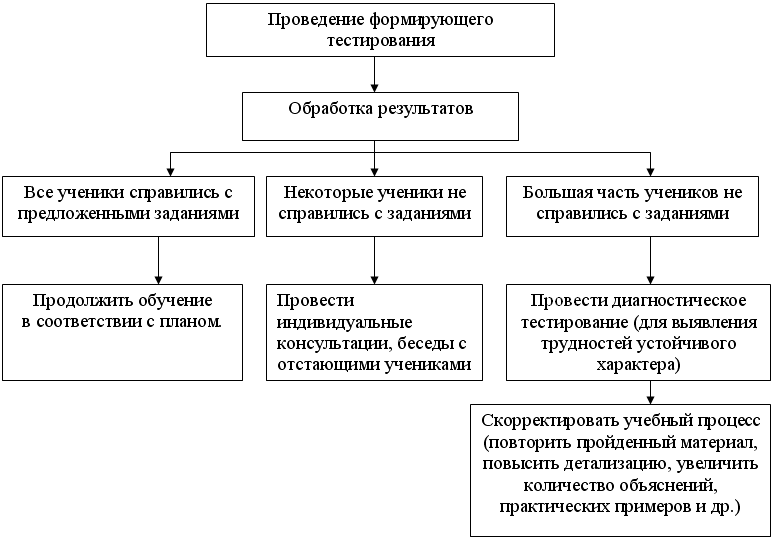 Проведение формирующего
тестирования
Обработка результатов
Все ученики справились с
предложенными заданиями
Некоторые ученики не
справились с заданиями
Большая часть учеников не
справились с заданиями
Продолжить обучение
в соответствии с планом.
Провести
индивидуальные
консультации, беседы с
отстающими учениками
Провести диагностическое
тестирование (для выявления
трудностей устойчивого
характера)
Скорректировать учебный процесс
(повторить пройденный материал,
повысить детализацию, увеличить
количество объяснений,
практических примеров и др.)